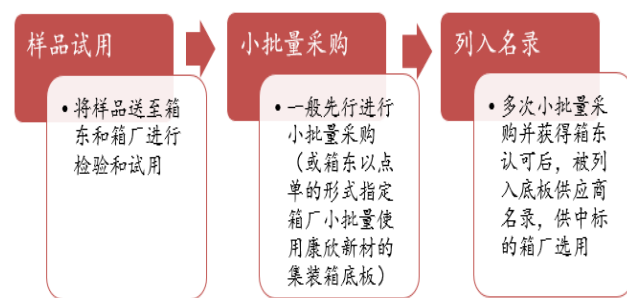 样品试用
• 将样品送至箱
东和箱厂进行
检验和试用
小批量采购
• 一般先行进行
小批量采购
（或箱东以点
单的形式指定
箱厂小批量使
用康欣新材的
集装箱底板）
列入名录
• 多次小批量采
购并获得箱东
认可后，被列
入底板供应商
名录，供中标
的箱厂选用